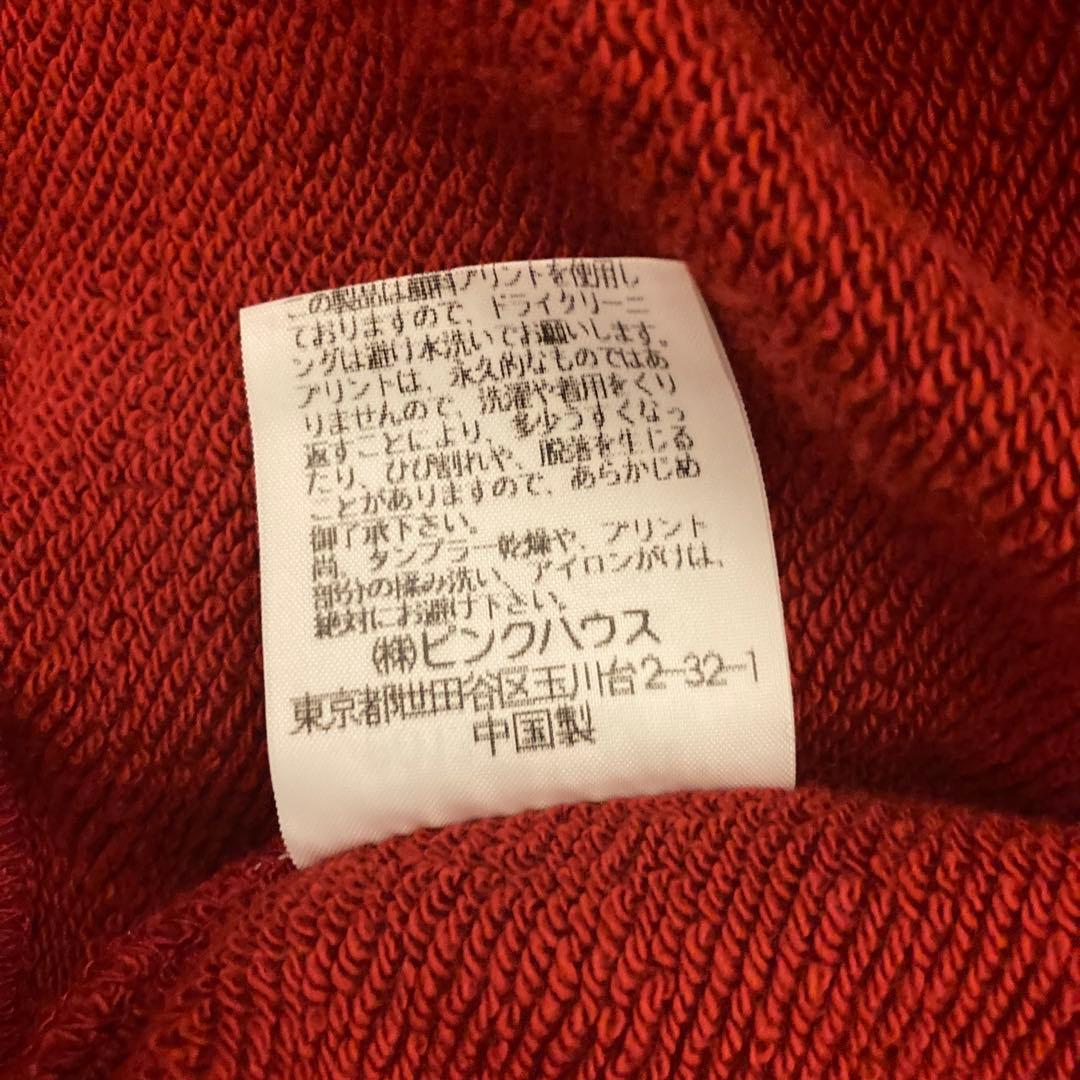 この製品は顔料プリントを使用し
ておりますので、ドライクリーニ
ングは避け水洗いでお願いします。
プリントは、永久的なものではあ
りませんので、洗濯や着用をくり
返すことにより、多少うすくなっ
たり、ひび割れや、脱落を生じる
ことがありますので、あらかじめ
御了承下さい。
尚、タンブラー乾燥や、プリント
部分の揉み洗い、アイロンがけは、
絶対にお避け下さい。
㈱ピンクハウス
東京都世田谷区玉川台2-32-1
中国製